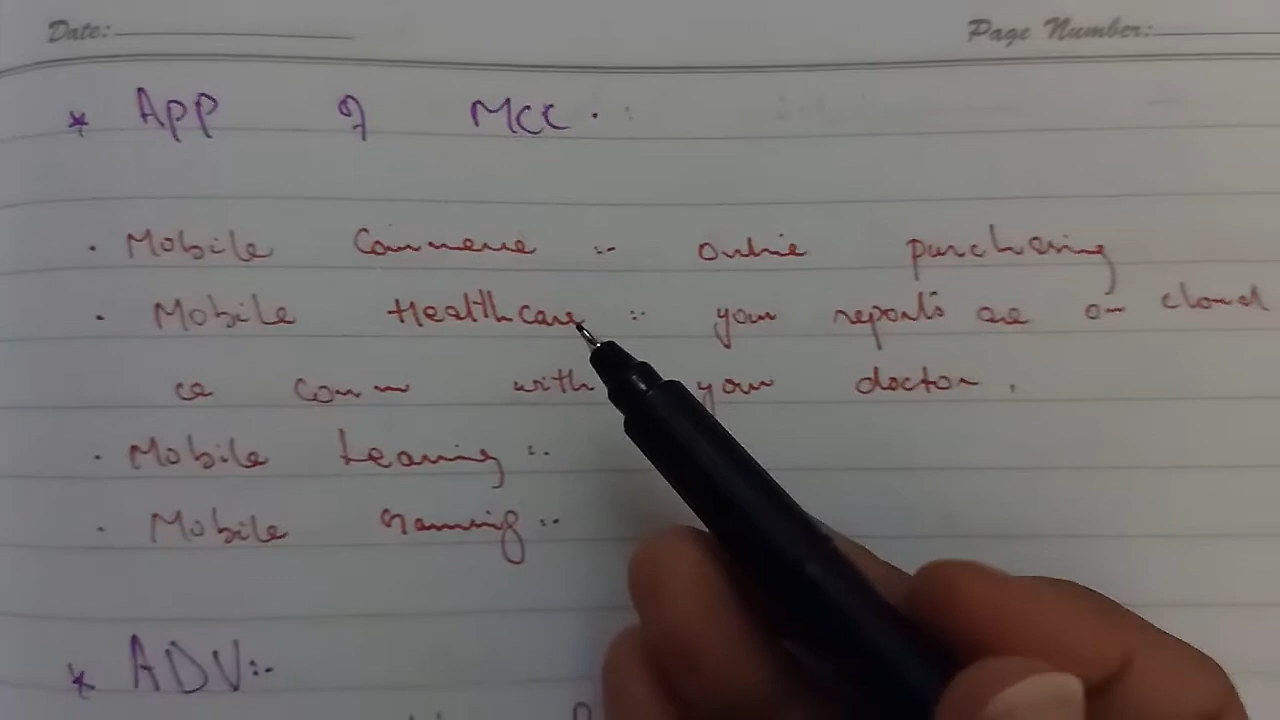 Date:
Page Number:
* APP of MCC.
. Mobile Commerce :- online purchasing
. Mobile Healthcare :- your reports are on cloud
comm with your doctor.
. Mobile Learning :-
. Mobile Gaming :-
* ADV:-